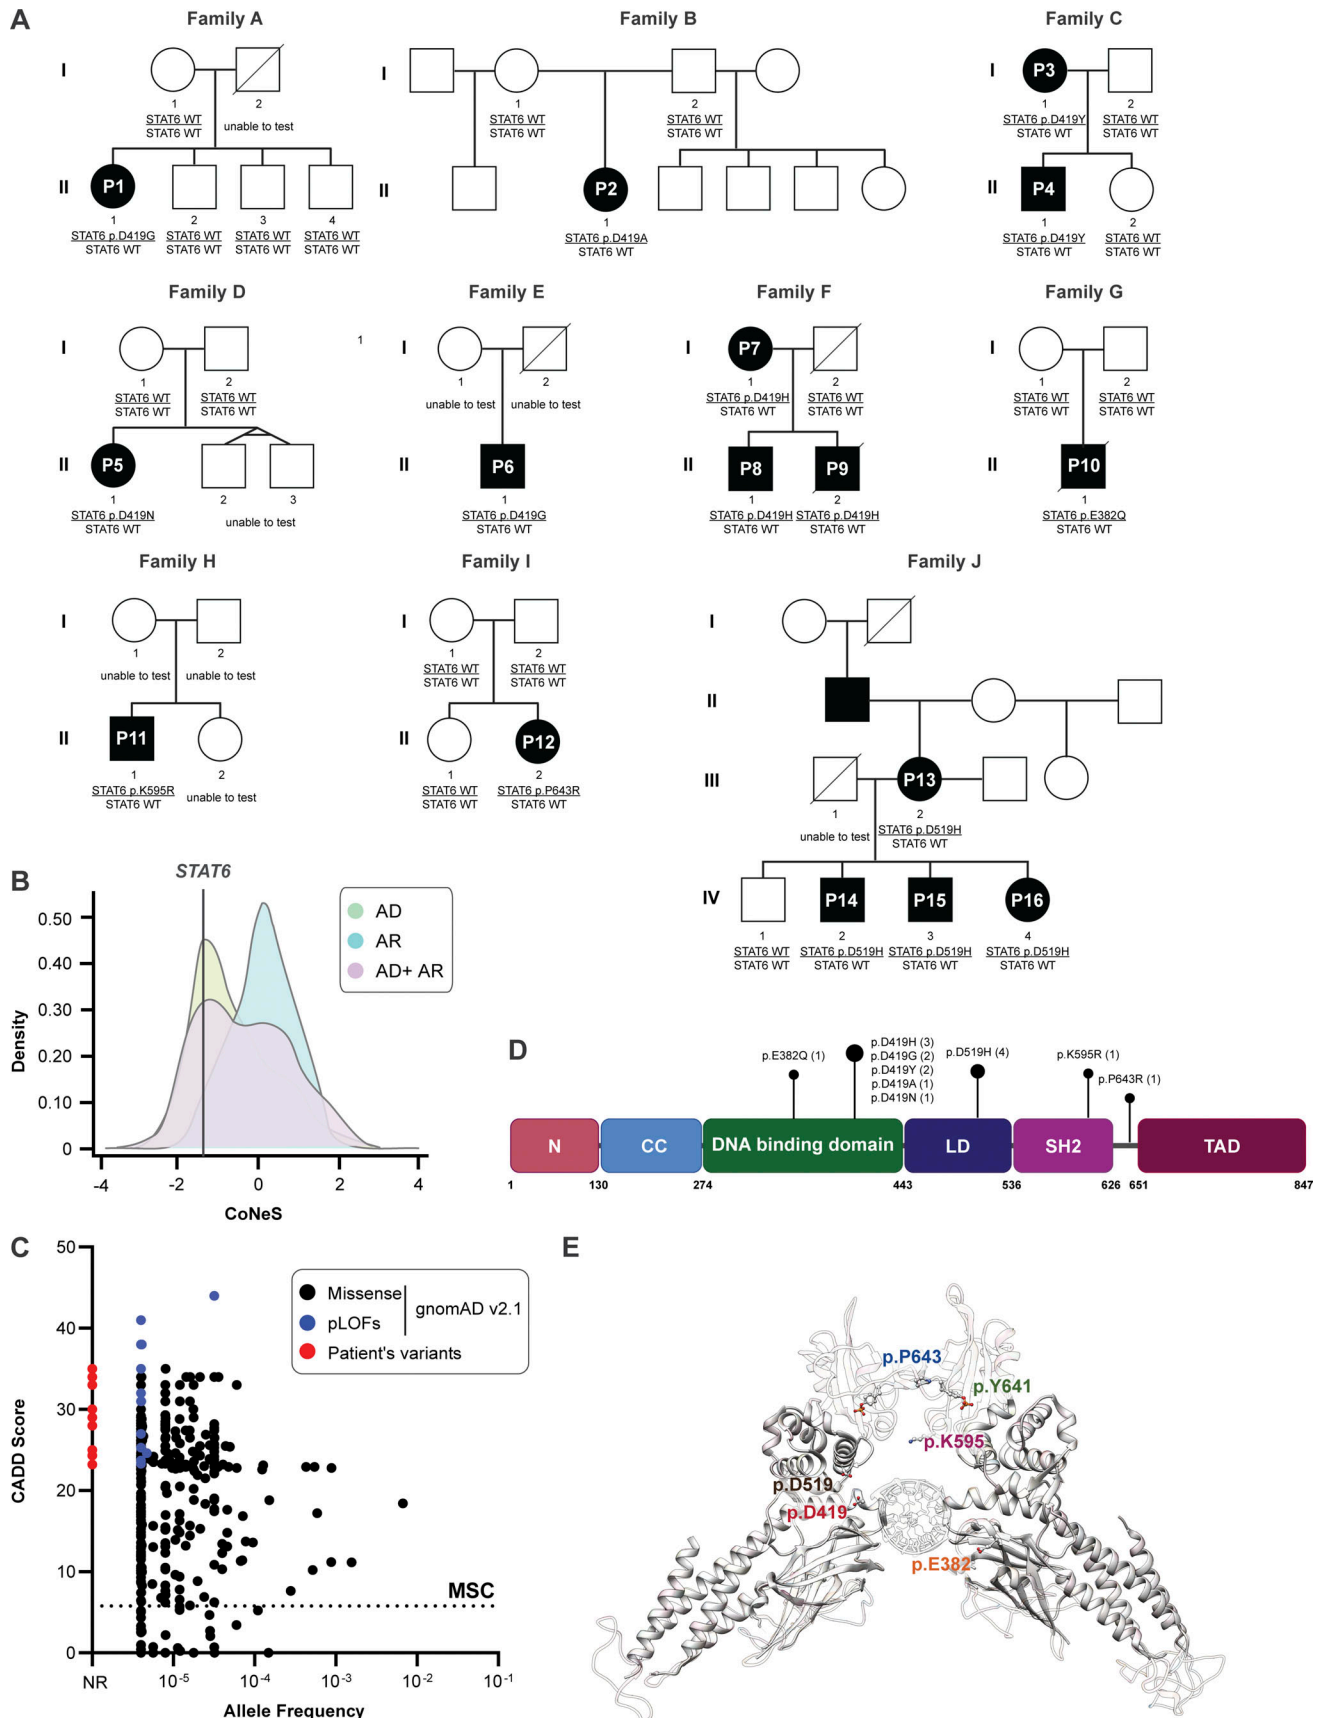 A
Family A
Family B
Family C
I
1
2
STAT6 WT
STAT6 WT
unable to test
II
P1
1
2
3
4
STAT6 p.D419G
STAT6 WT
STAT6 WT
STAT6 WT
STAT6 WT
STAT6 WT
STAT6 WT
STAT6 WT
I
1
2
STAT6 WT
STAT6 WT
STAT6 WT
STAT6 WT
II
P2
1
STAT6 p.D419A
STAT6 WT
I
P3
1
2
STAT6 p.D419Y
STAT6 WT
STAT6 WT
STAT6 WT
II
P4
1
2
STAT6 p.D419Y
STAT6 WT
STAT6 WT
STAT6 WT
Family D
Family E
Family F
Family G
I
1
2
STAT6 WT
STAT6 WT
STAT6 WT
STAT6 WT
II
P5
1
2
3
STAT6 p.D419N
STAT6 WT
unable to test
1
I
1
2
unable to test
unable to test
II
P6
1
STAT6 p.D419G
STAT6 WT
I
P7
1
2
STAT6 p.D419H
STAT6 WT
STAT6 WT
STAT6 WT
II
P8
P9
1
2
STAT6 p.D419H
STAT6 WT
STAT6 p.D419H
STAT6 WT
I
1
2
STAT6 WT
STAT6 WT
STAT6 WT
STAT6 WT
II
P10
1
STAT6 p.E382Q
STAT6 WT
Family H
Family I
Family J
I
1
2
unable to test
unable to test
II
P11
1
2
STAT6 p.K595R
STAT6 WT
unable to test
I
1
2
STAT6 WT
STAT6 WT
STAT6 WT
STAT6 WT
II
P12
1
2
STAT6 WT
STAT6 WT
STAT6 p.P643R
STAT6 WT
I
II
III
P13
1
2
unable to test
STAT6 p.D519H
STAT6 WT
IV
P14
P15
P16
1
2
3
4
STAT6 WT
STAT6 WT
STAT6 p.D519H
STAT6 WT
STAT6 p.D519H
STAT6 WT
STAT6 p.D519H
STAT6 WT
B
STAT6
AD
AR
AD+ AR
Density
0.50
0.40
0.30
0.20
0.10
0
-4
-2
0
2
4
CoNeS
D
p.E382Q (1)
p.D419H (3)
p.D419G (2)
p.D419Y (2)
p.D419A (1)
p.D419N (1)
p.D519H (4)
p.K595R (1)
p.P643R (1)
N
CC
DNA binding domain
LD
SH2
TAD
1
130
274
443
536
626
651
847
C
50
40
30
20
10
0
CADD Score
Missense
pLOFs
gnomAD v2.1
Patient's variants
MSC
NR
10-5
10-4
10-3
10-2
10-1
Allele Frequency
E
p.P643
p.Y641
p.K595
p.D519
p.D419
p.E382